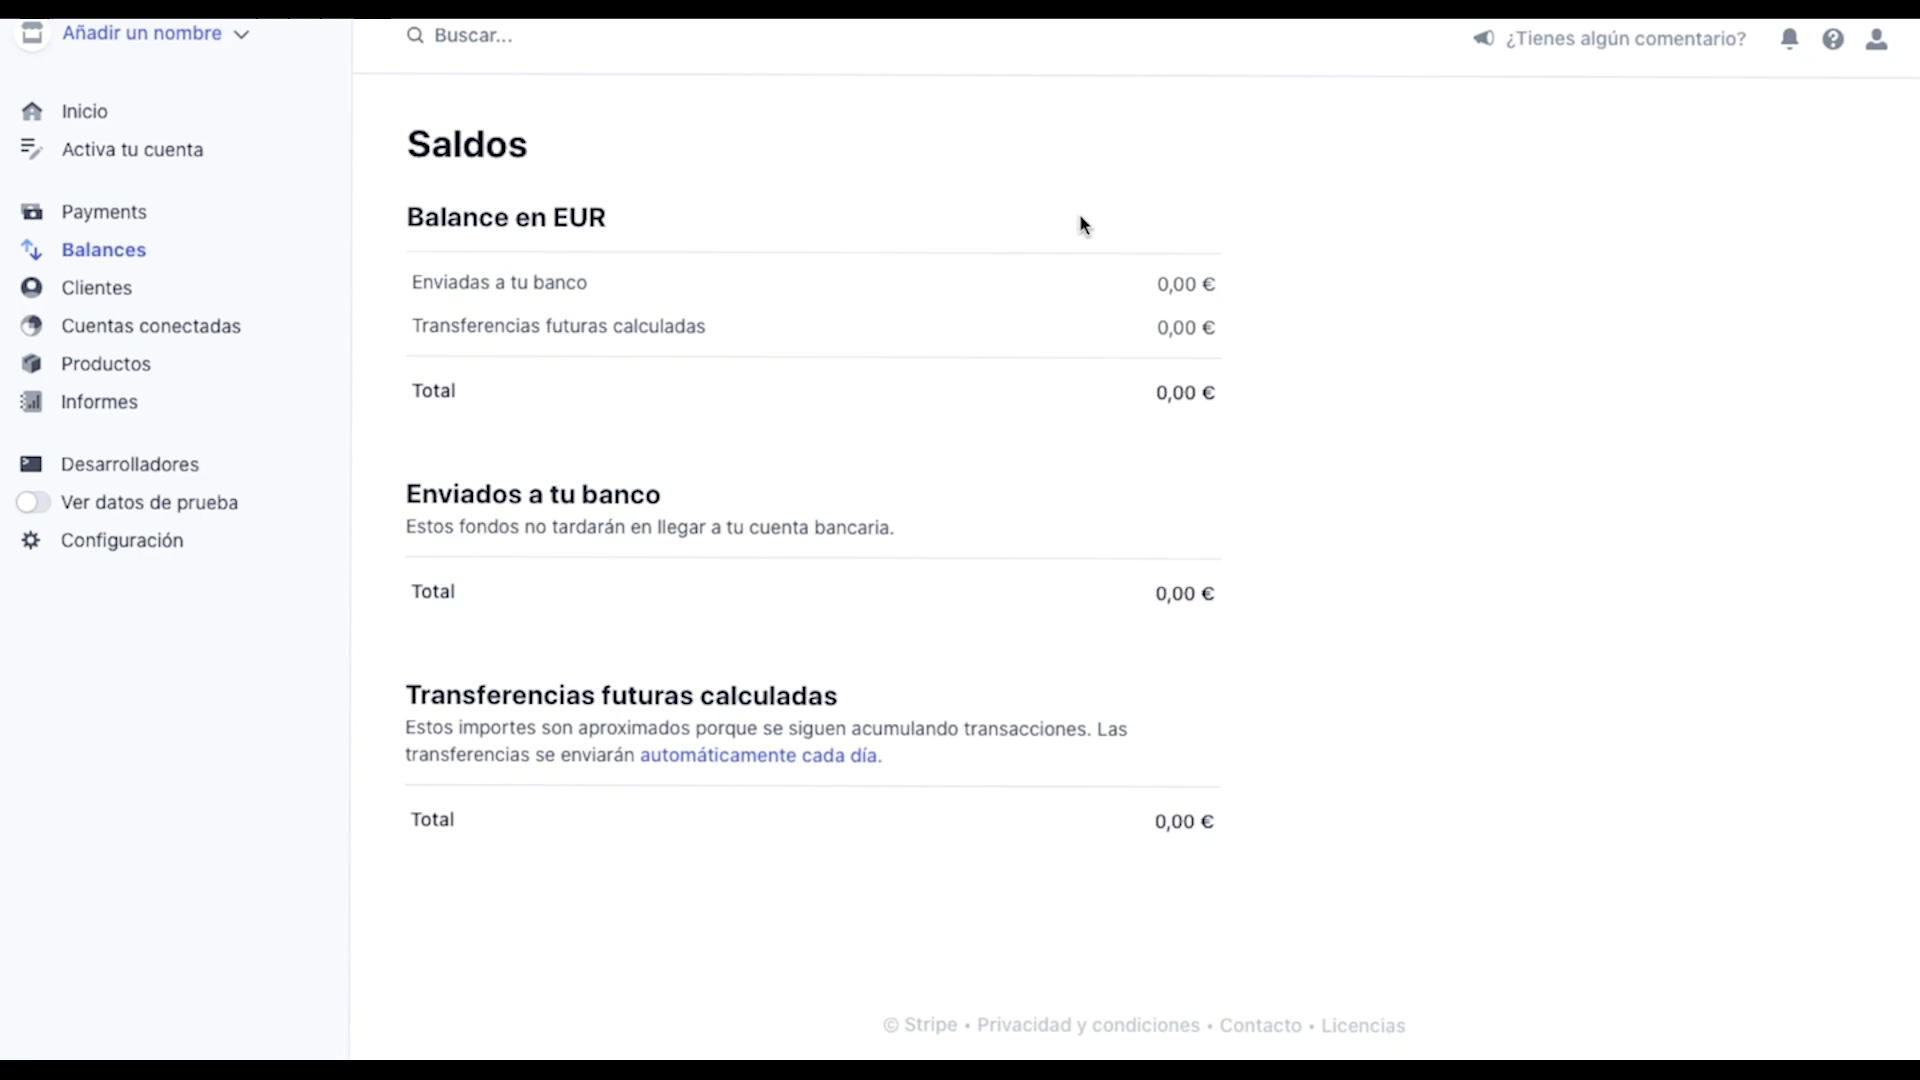 Añadir un nombre
Buscar...
¿Tienes algún comentario?
Inicio
Activa tu cuenta
Payments
Balances
Clientes
Cuentas conectadas
Productos
Informes
Desarrolladores
Ver datos de prueba
Configuración
Saldos
Balance en EUR
Enviadas a tu banco 0,00 €
Transferencias futuras calculadas 0,00 €
Total 0,00 €
Enviados a tu banco
Estos fondos no tardarán en llegar a tu cuenta bancaria.
Total 0,00 €
Transferencias futuras calculadas
Estos importes son aproximados porque se siguen acumulando transacciones. Las
transferencias se enviarán automáticamente cada día.
Total 0,00 €
© Stripe • Privacidad y condiciones • Contacto • Licencias